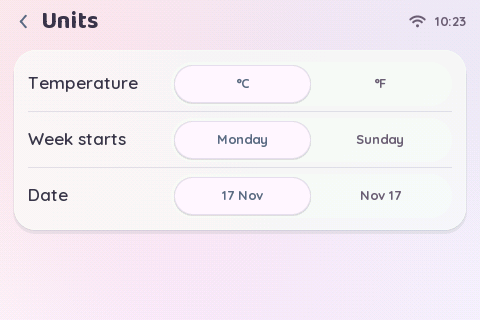 Units
10:23
Temperature
°C
°F
Week starts
Monday
Sunday
Date
17 Nov
Nov 17